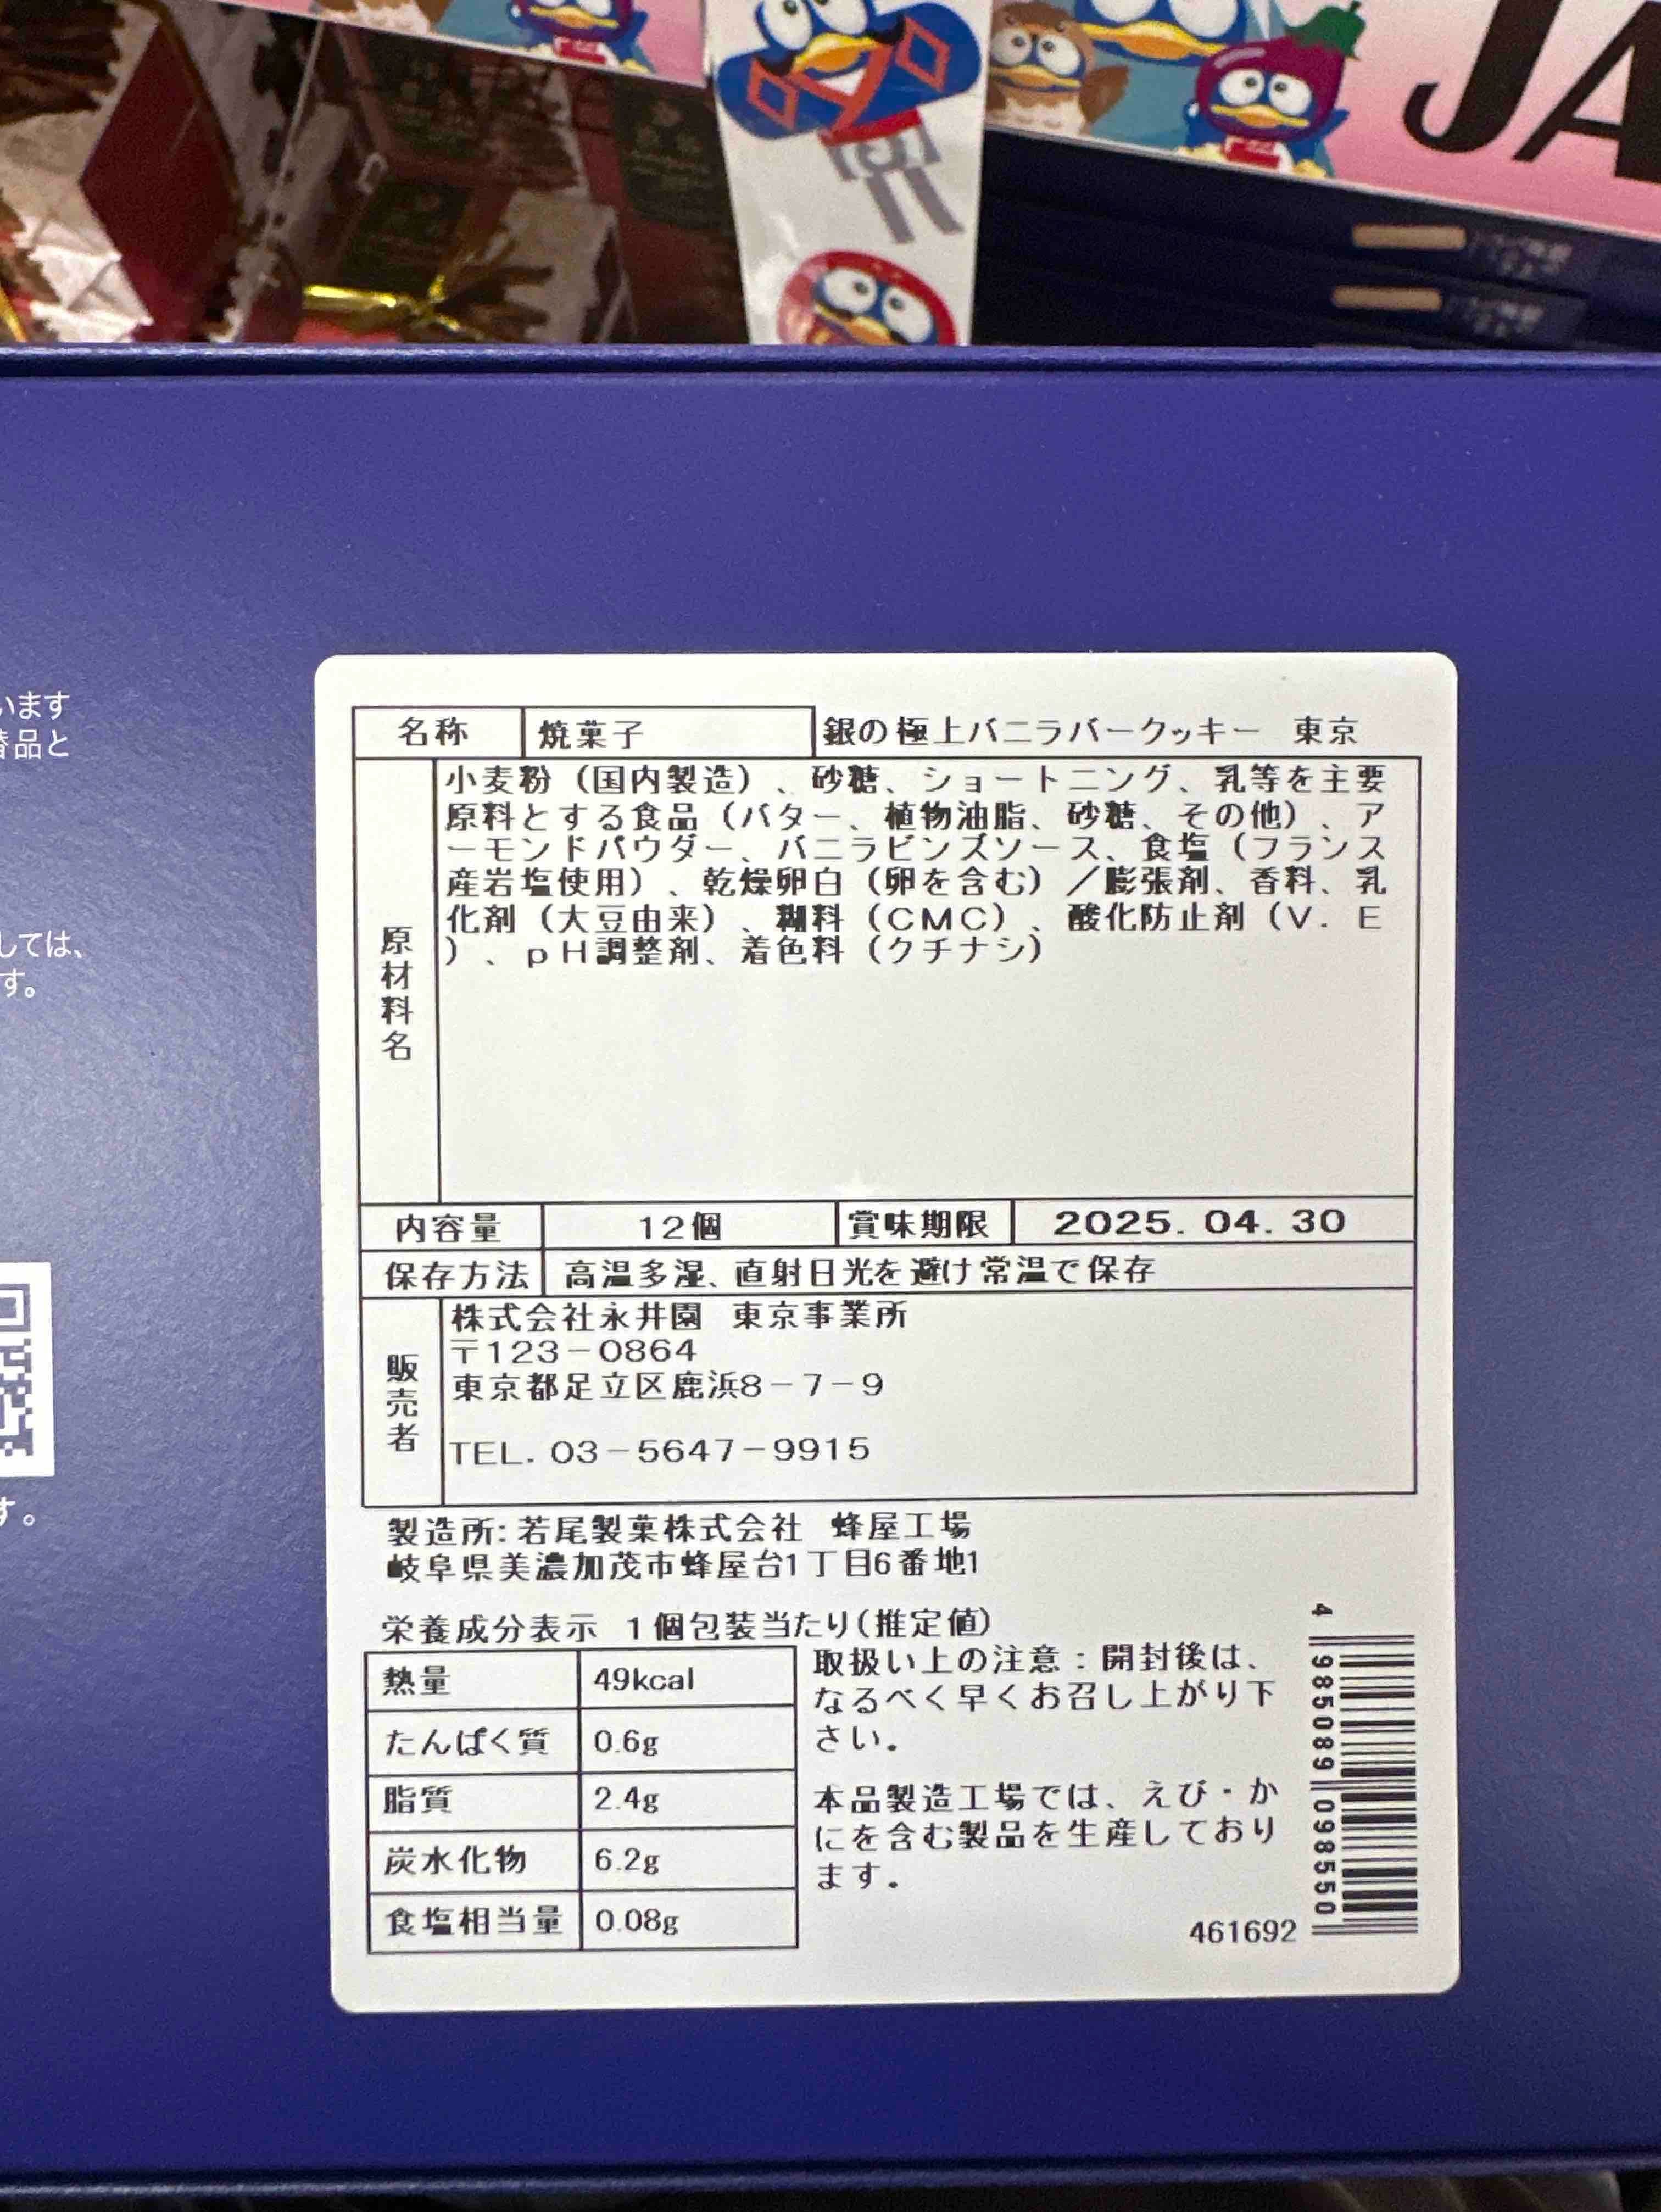 JA
います
替品と
しては、
す。
す。
名称 焼菓子 銀の極上バニラバークッキー 東京
原材料名
小麦粉（国内製造）、砂糖、ショートニング、乳等を主要
原料とする食品（バター、植物油脂、砂糖、その他）、ア
ーモンドパウダー、バニラビンズソース、食塩（フランス
産岩塩使用）、乾燥卵白（卵を含む）／膨張剤、香料、乳
化剤（大豆由来）、糊料（CMC）、酸化防止剤（V．E
）、pH調整剤、着色料（クチナシ）
内容量 12個 賞味期限 2025.04.30
保存方法 高温多湿、直射日光を避け常温で保存
販売者
株式会社永井園 東京事業所
〒123－0864
東京都足立区鹿浜8－7－9
TEL. 03－5647－9915
製造所:若尾製菓株式会社 蜂屋工場
岐阜県美濃加茂市蜂屋台1丁目6番地1
栄養成分表示 1個包装当たり(推定値)
熱量 49kcal
たんぱく質 0.6g
脂質 2.4g
炭水化物 6.2g
食塩相当量 0.08g
取扱い上の注意：開封後は、
なるべく早くお召し上がり下
さい。
本品製造工場では、えび・か
にを含む製品を生産しており
ます。
4 985089 098550
461692